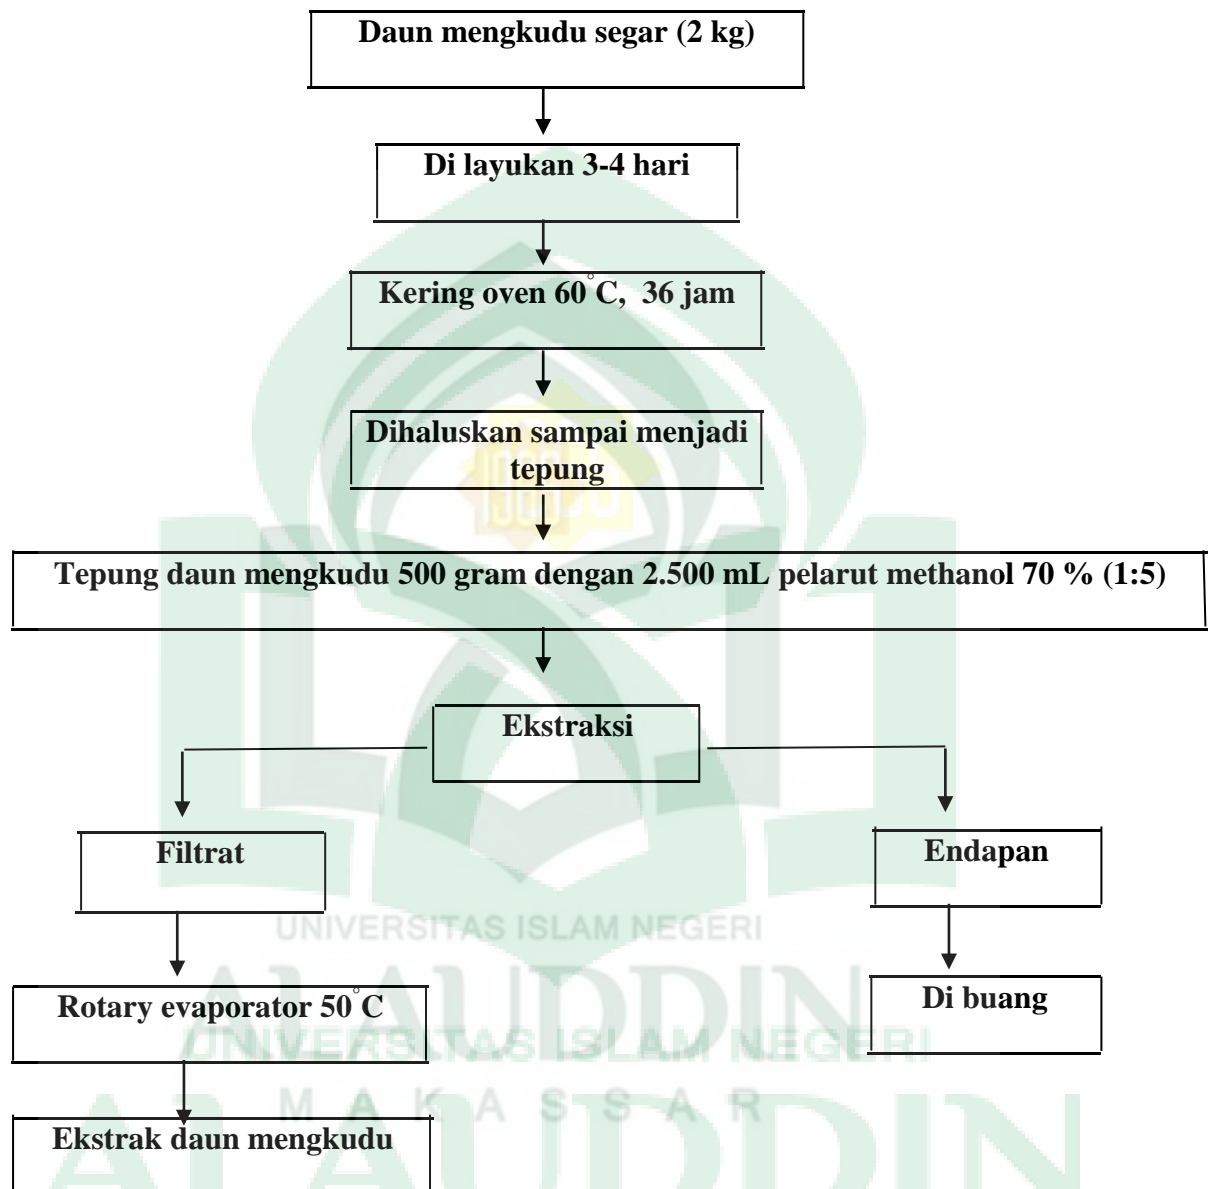 Daun mengkudu segar (2 kg)
Di layukan 3-4 hari
Kering oven 60°C, 36 jam
Dihaluskan sampai menjadi
tepung
Tepung daun mengkudu 500 gram dengan 2.500 mL pelarut methanol 70 % (1:5)
Ekstraksi
Filtrat
Endapan
UNIVERSITAS ISLAM NEGERI
ALAUDDIN
Rotary evaporator 50°C
Di buang
UNIVERSITAS ISLAM NEGERI
MAKASSAR
Ekstrak daun mengkudu
ALAUDDIN